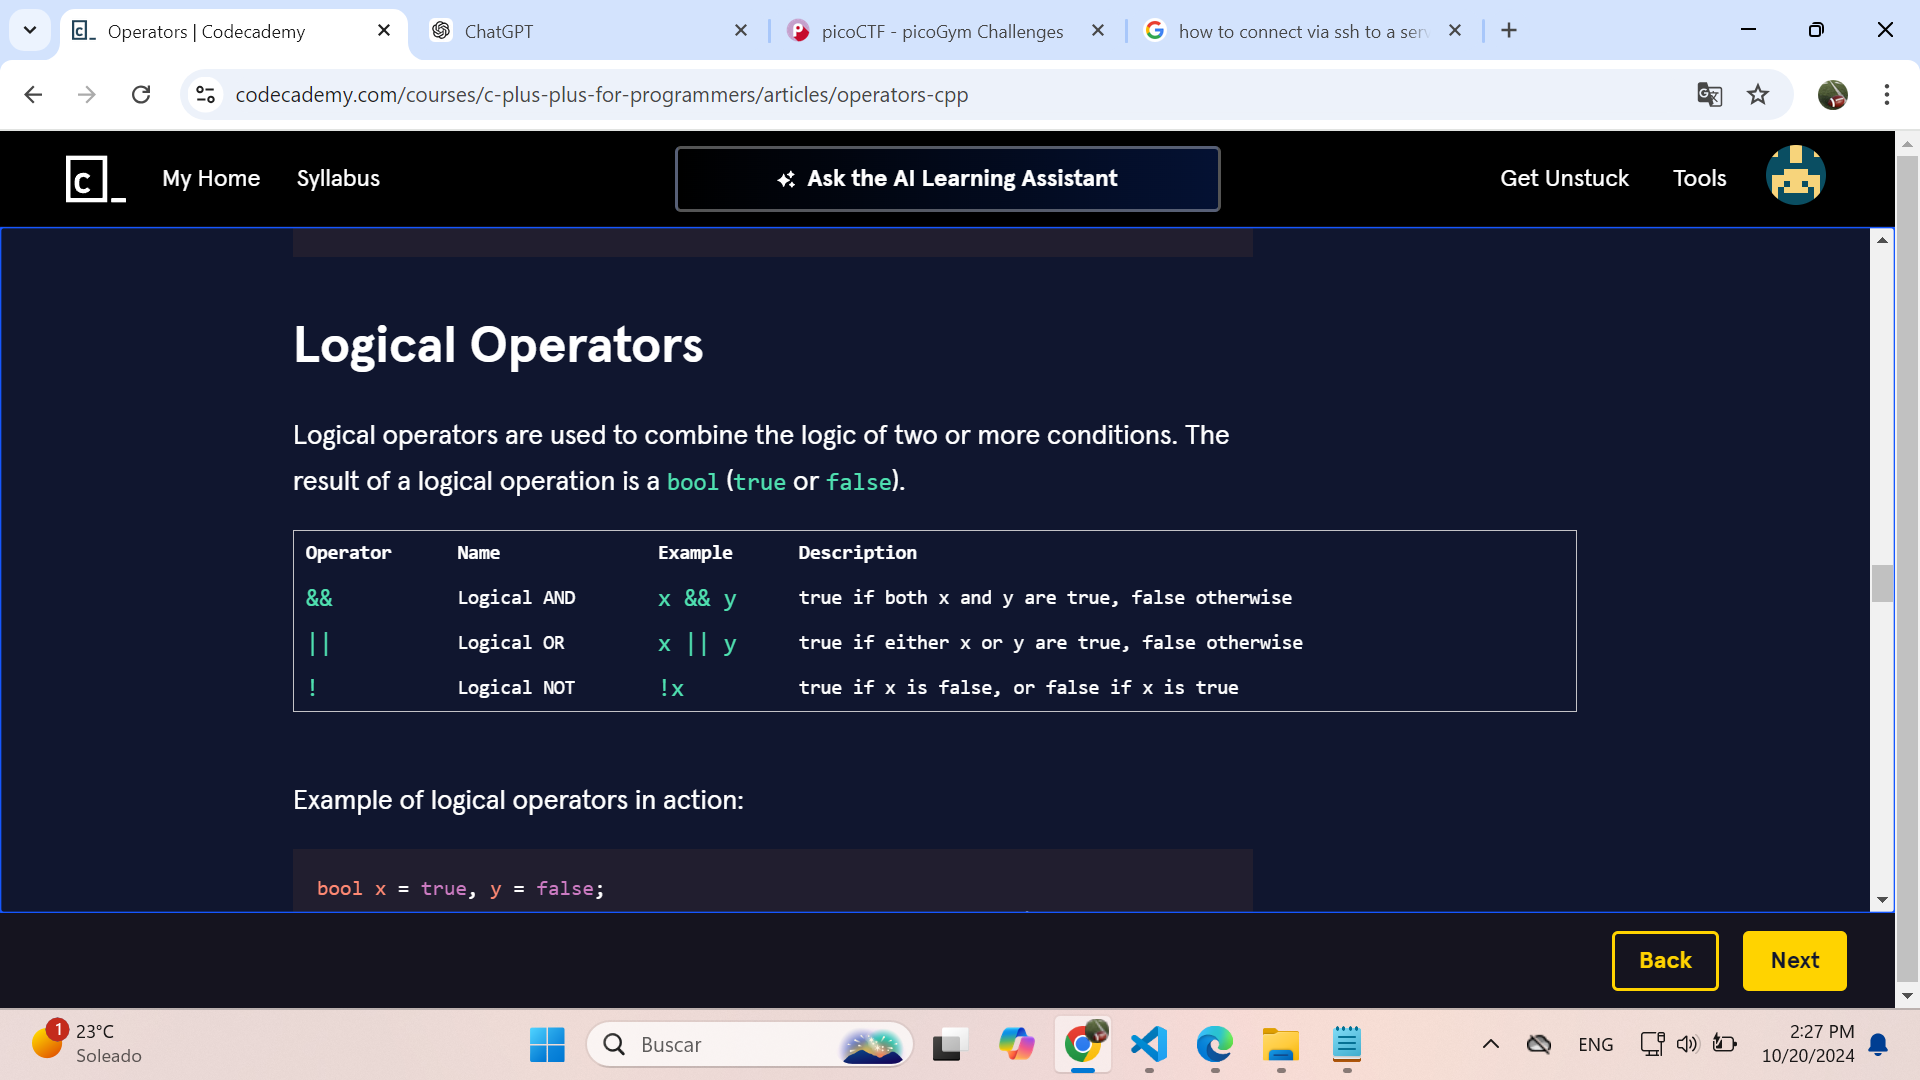 Operators | Codecademy
ChatGPT
picoCTF - picoGym Challenges
how to connect via ssh to a serv
codecademy.com/courses/c-plus-plus-for-programmers/articles/operators-cpp
c_
My Home
Syllabus
Ask the AI Learning Assistant
Get Unstuck
Tools
Logical Operators
Logical operators are used to combine the logic of two or more conditions. The
result of a logical operation is a bool (true or false).
Operator Name Example Description
&& Logical AND x && y true if both x and y are true, false otherwise
|| Logical OR x || y true if either x or y are true, false otherwise
! Logical NOT !x true if x is false, or false if x is true
Example of logical operators in action:
bool x = true, y = false;
Back
Next
1
23°C
Soleado
Buscar
ENG
2:27 PM
10/20/2024